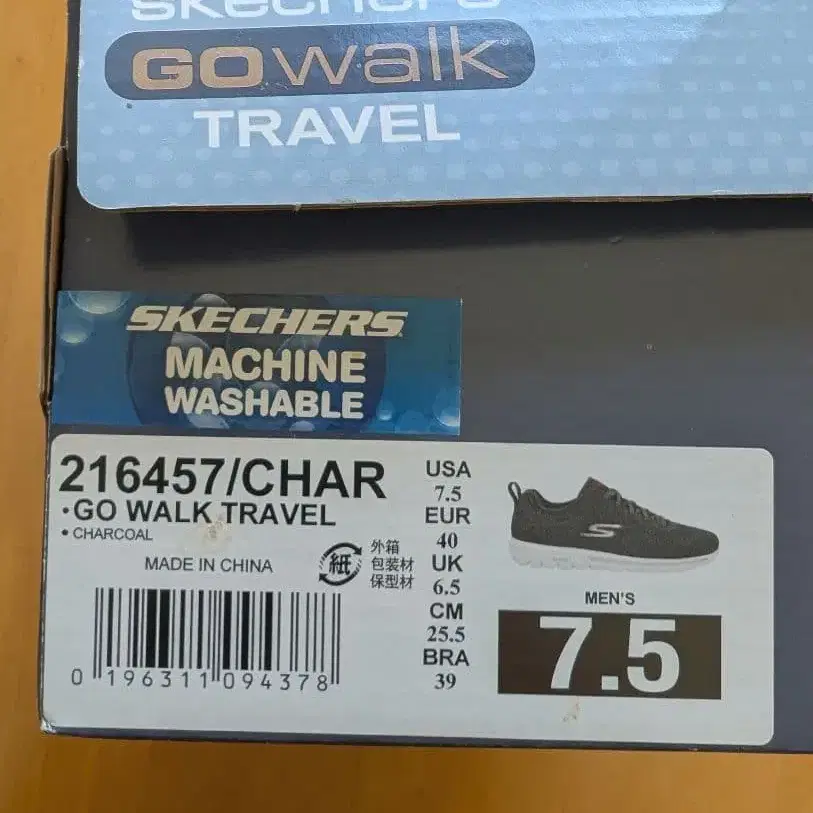 SKECHERS
GOwalk
TRAVEL
SKECHERS
MACHINE
WASHABLE
216457/CHAR
•GO WALK TRAVEL
• CHARCOAL
MADE IN CHINA
紙
外箱
包装材
保型材
0 196311 094378
USA
7.5
EUR
40
UK
6.5
CM
25.5
BRA
39
S
MEN'S
7.5